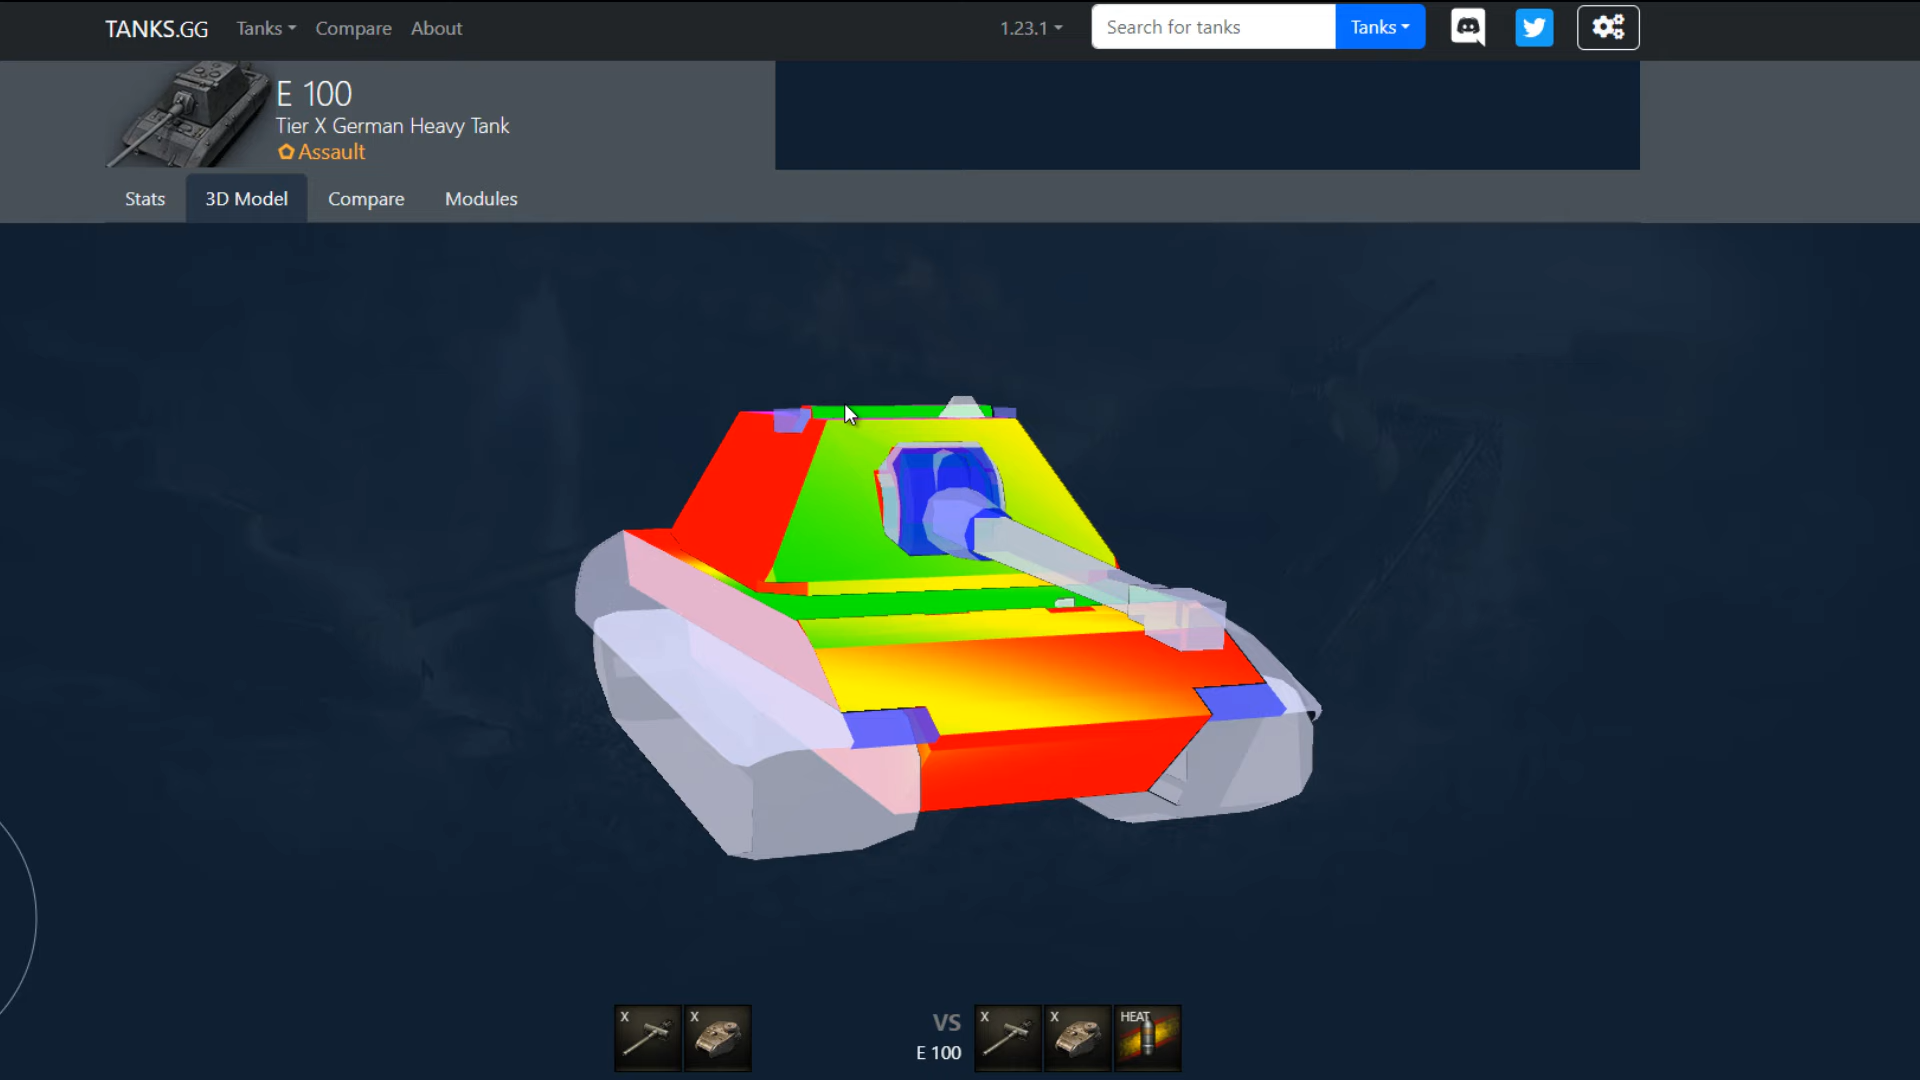 TANKS.GG Tanks Compare About 1.23.1 Search for tanks Tanks
E 100
Tier X German Heavy Tank
Assault
Stats 3D Model Compare Modules
X X VS X X HEAT
E 100